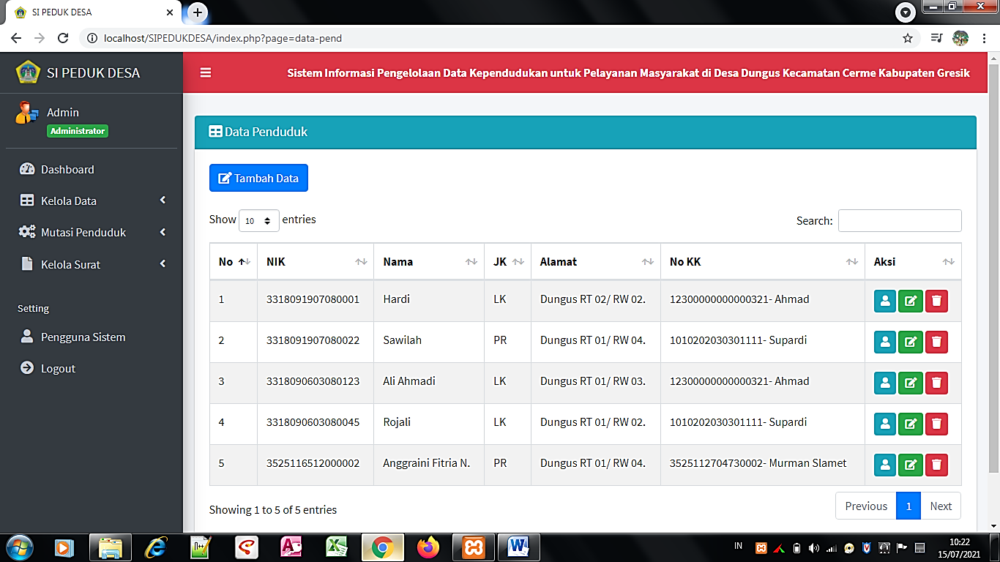 SI PEDUK DESA
localhost/SIPEDUKDESA/index.php?page=data-pend
SI PEDUK DESA
Sistem Informasi Pengelolaan Data Kependudukan untuk Pelayanan Masyarakat di Desa Dungus Kecamatan Cerme Kabupaten Gresik
Admin
Administrator
Dashboard
Kelola Data
Mutasi Penduduk
Kelola Surat
Setting
Pengguna Sistem
Logout
Data Penduduk
Tambah Data
Show 10 entries
Search:
No NIK Nama JK Alamat No KK Aksi
1 3318091907080001 Hardi LK Dungus RT 02/ RW 02. 12300000000000321- Ahmad
2 3318091907080022 Sawilah PR Dungus RT 01/ RW 04. 1010202030301111- Supardi
3 3318090603080123 Ali Ahmadi LK Dungus RT 01/ RW 03. 12300000000000321- Ahmad
4 3318090603080045 Rojali LK Dungus RT 01/ RW 02. 1010202030301111- Supardi
5 3525116512000002 Anggraini Fitria N. PR Dungus RT 01/ RW 04. 3525112704730002- Murman Slamet
Showing 1 to 5 of 5 entries
Previous 1 Next
IN
10:22
15/07/2021